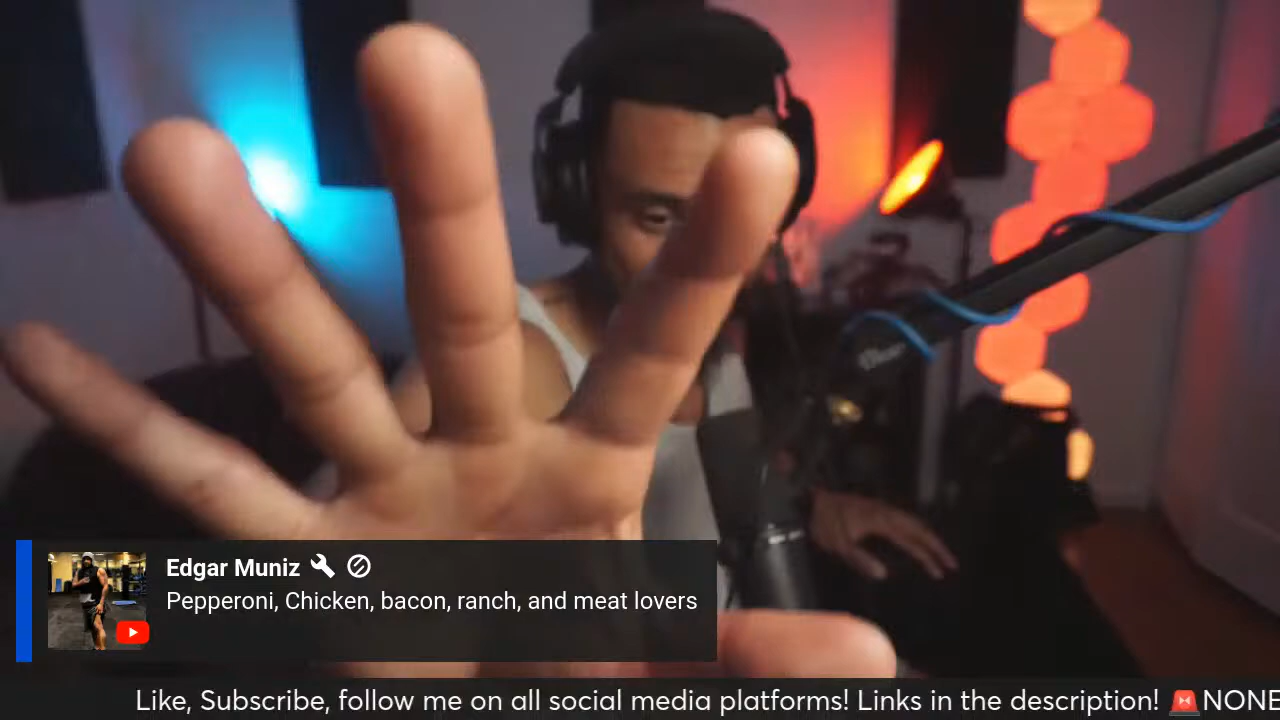 Edgar Muniz
Pepperoni, Chicken, bacon, ranch, and meat lovers
Like, Subscribe, follow me on all social media platforms! Links in the description! 🚨NONE